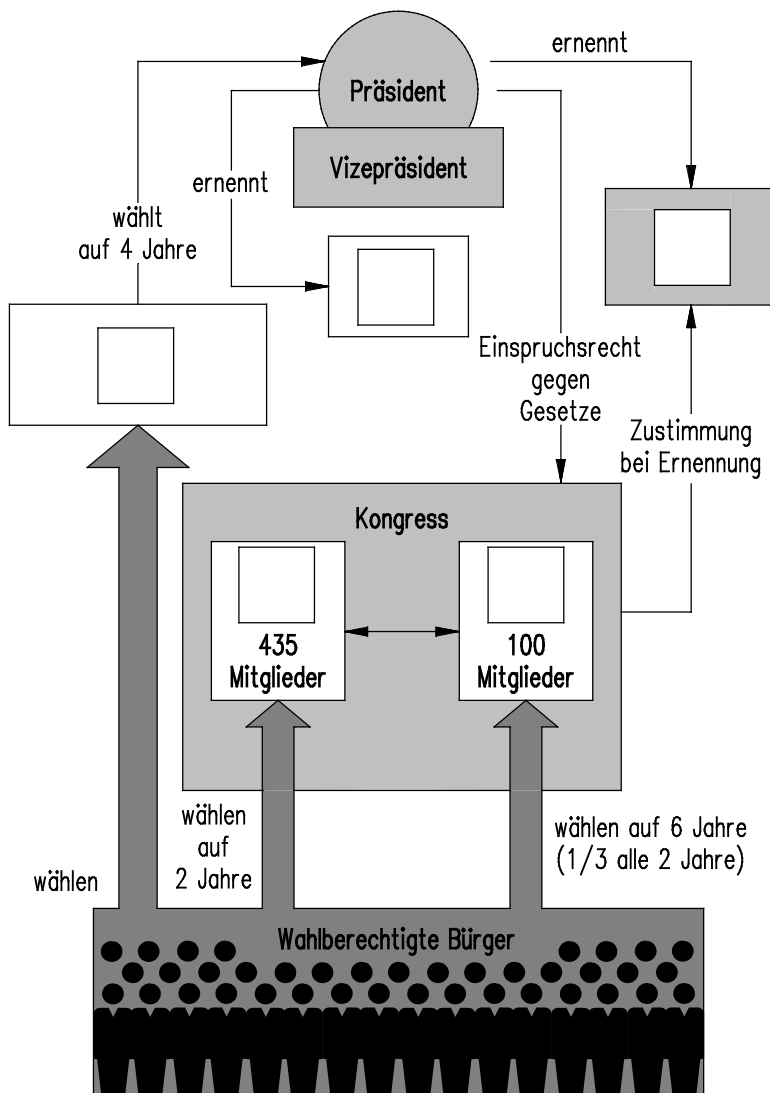 ernennt
Präsident
Vizepräsident
ernennt
wählt
auf 4 Jahre
Einspruchsrecht
gegen
Gesetze
Zustimmung
bei Ernennung
Kongress
435
Mitglieder
100
Mitglieder
wählen
auf
2 Jahre
wählen auf 6 Jahre
(1/3 alle 2 Jahre)
wählen
Wahlberechtigte Bürger